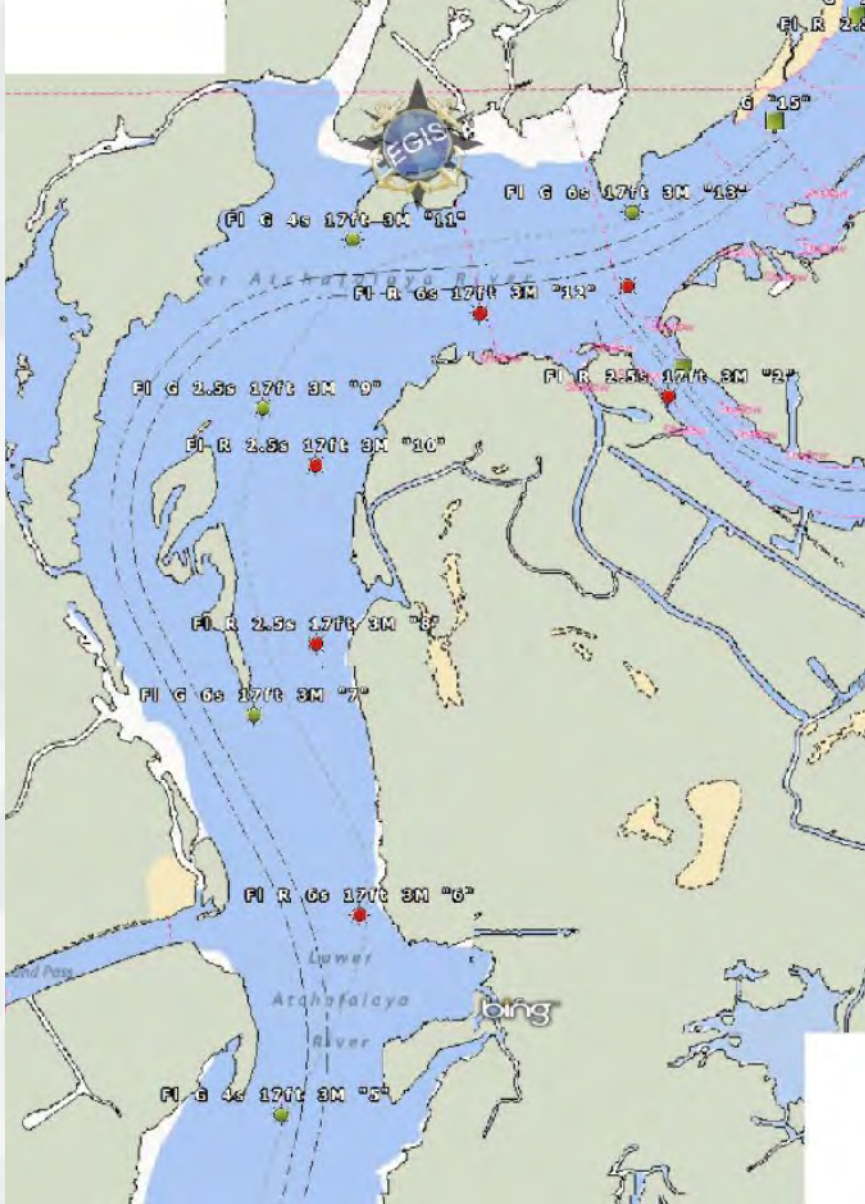 Fl R 2.
G "15"
EGIS
Fl G 6s 17ft 3M "13"
Fl G 4s 17ft 3M "11"
er Atchafalaya River
Fl R 6s 17ft 3M "12"
Fl R 2.5s 17ft 3M "2"
Fl G 2.5s 17ft 3M "9"
Fl R 2.5s 17ft 3M "10"
Fl R 2.5s 17ft 3M "8"
Fl G 6s 17ft 3M "7"
Fl R 6s 17ft 3M "6"
Lower
Atchafalaya
River
ond Pass
bing
Fl G 4s 17ft 3M "5"